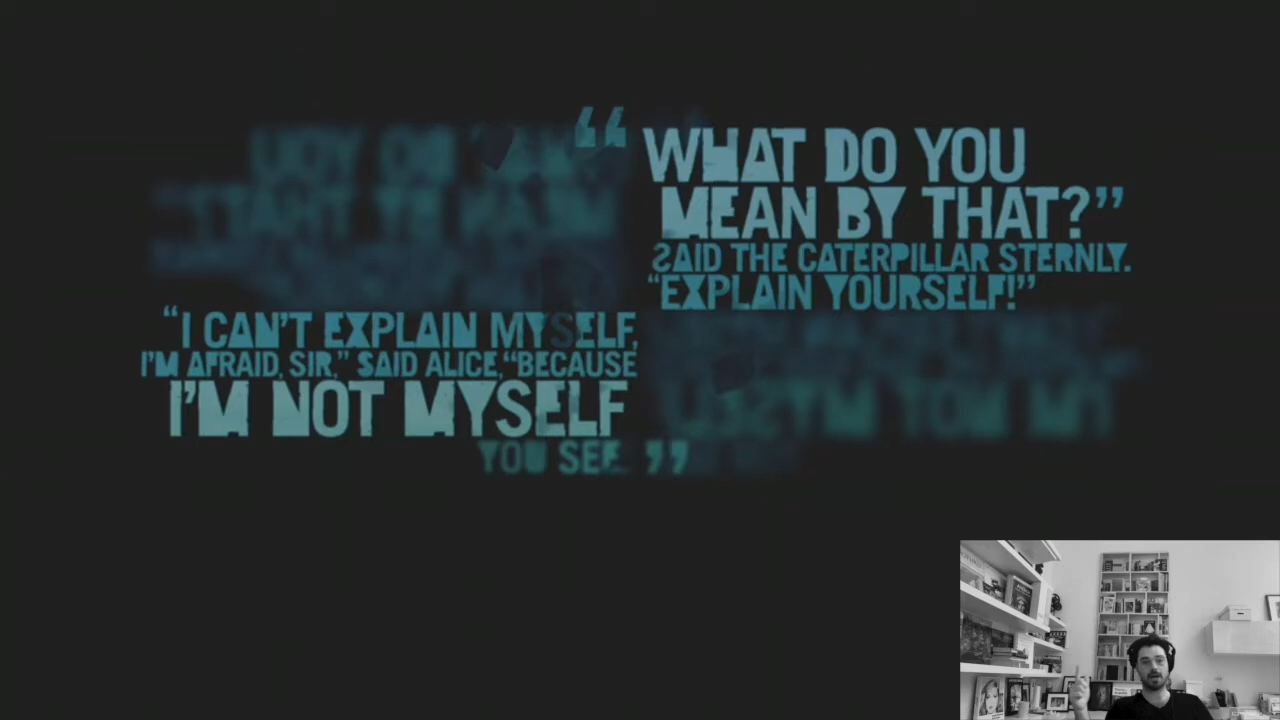 “WHAT DO YOU
MEAN BY THAT?”
SAID THE CATERPILLAR STERNLY.
“EXPLAIN YOURSELF!”
“I CAN'T EXPLAIN MYSELF,
I'M AFRAID, SIR,” SAID ALICE, “BECAUSE
I'M NOT MYSELF
YOU SEE.”